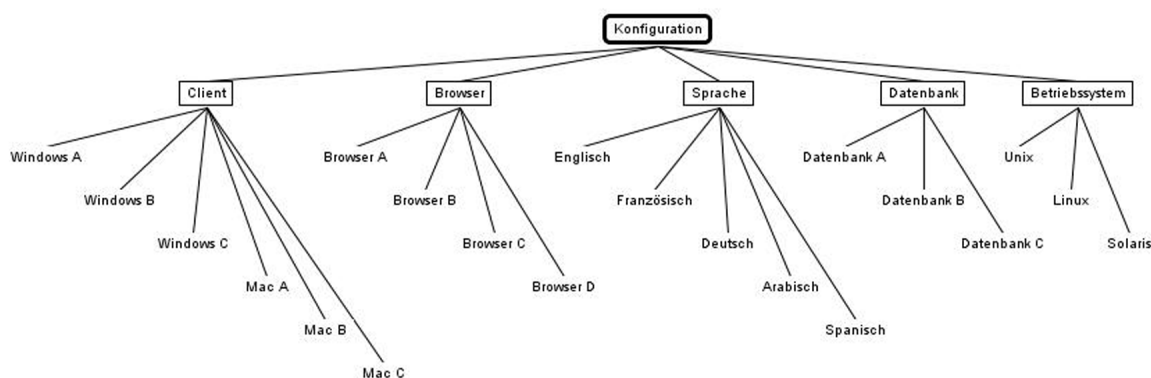 Konfiguration
Client Browser Sprache Datenbank Betriebssystem
Windows A Browser A Englisch Datenbank A Unix
Windows B Browser B Französisch Datenbank B Linux
Windows C Browser C Deutsch Datenbank C Solaris
Mac A Browser D Arabisch
Mac B Spanisch
Mac C